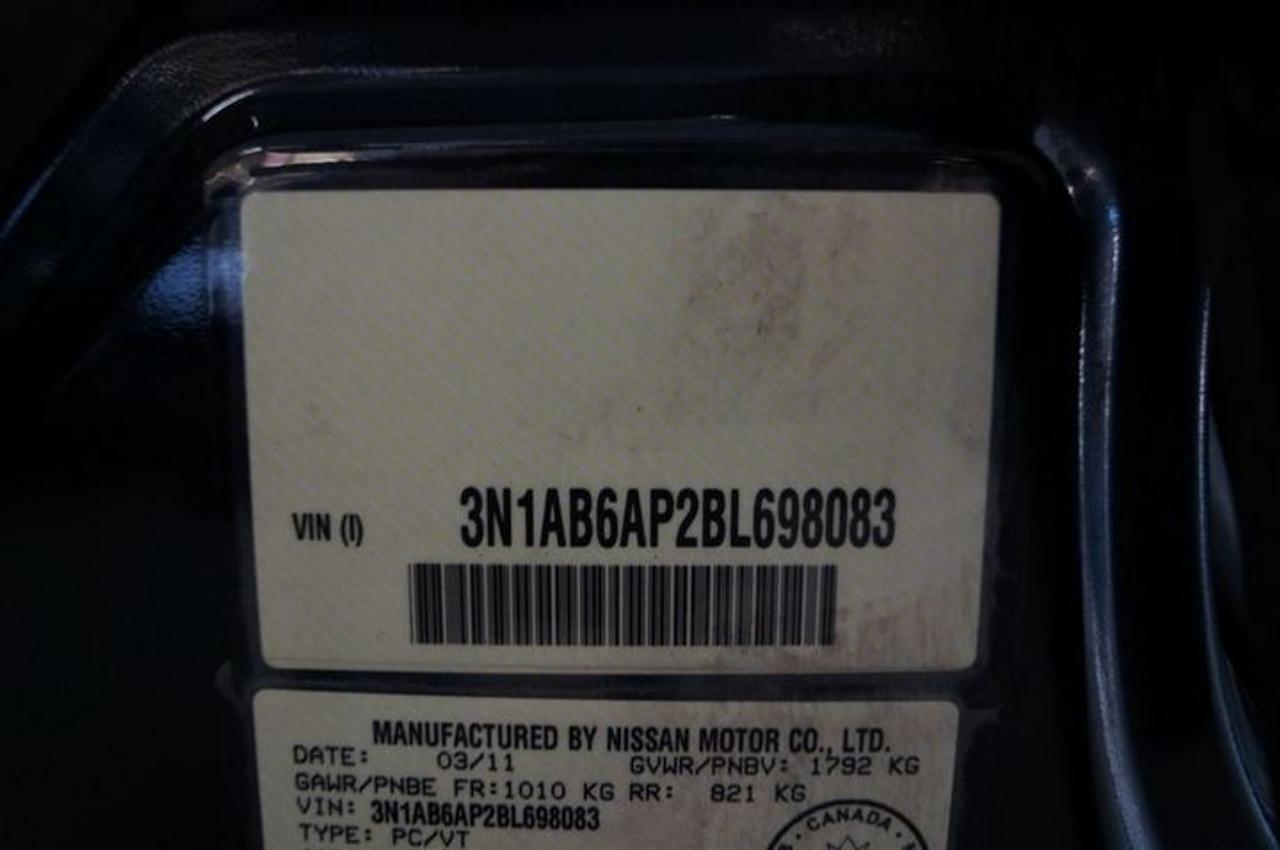 VIN (I) 3N1AB6AP2BL698083
MANUFACTURED BY NISSAN MOTOR CO., LTD.
DATE: 03/11 GVWR/PNBV: 1792 KG
GAWR/PNBE FR:1010 KG RR: 821 KG
VIN: 3N1AB6AP2BL698083
TYPE: PC/VT
CANADA